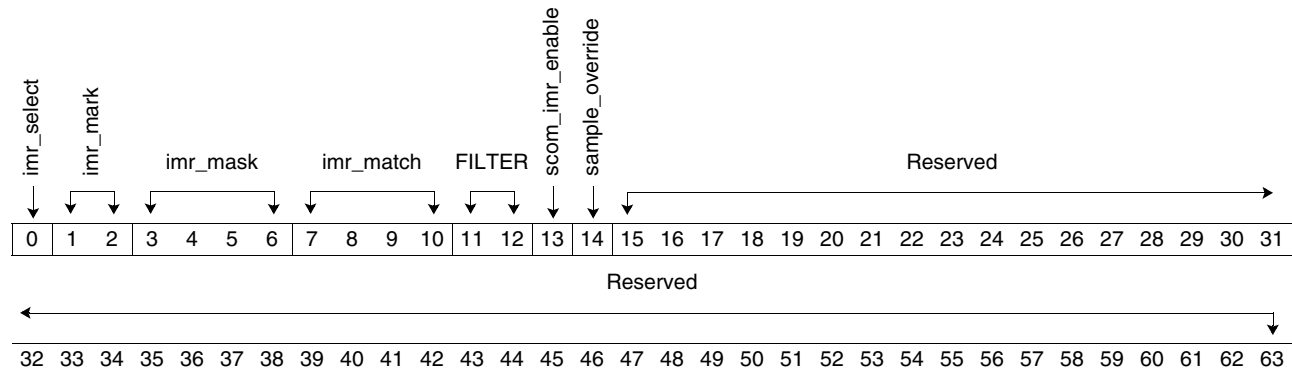 imr_select
imr_mark
imr_mask
imr_match
FILTER
scom_imr_enable
sample_override
Reserved
0 1 2 3 4 5 6 7 8 9 10 11 12 13 14 15 16 17 18 19 20 21 22 23 24 25 26 27 28 29 30 31
Reserved
32 33 34 35 36 37 38 39 40 41 42 43 44 45 46 47 48 49 50 51 52 53 54 55 56 57 58 59 60 61 62 63